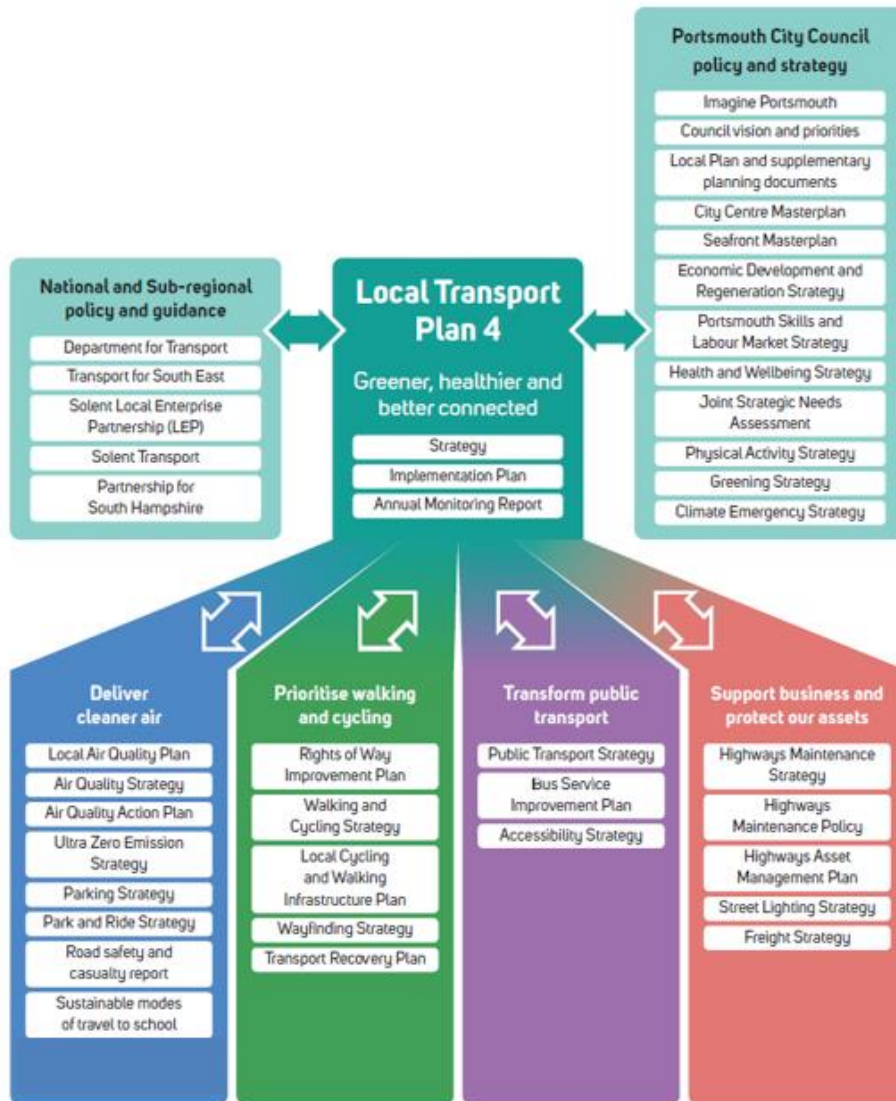 Portsmouth City Council
policy and strategy
Imagine Portsmouth
Council vision and priorities
Local Plan and supplementary
planning documents
City Centre Masterplan
Seafront Masterplan
Economic Development and
Regeneration Strategy
Portsmouth Skills and
Labour Market Strategy
Health and Wellbeing Strategy
Joint Strategic Needs
Assessment
Physical Activity Strategy
Greening Strategy
Climate Emergency Strategy
National and Sub-regional
policy and guidance
Department for Transport
Transport for South East
Solent Local Enterprise
Partnership (LEP)
Solent Transport
Partnership for
South Hampshire
Local Transport
Plan 4
Greener, healthier and
better connected
Strategy
Implementation Plan
Annual Monitoring Report
Deliver
cleaner air
Local Air Quality Plan
Air Quality Strategy
Air Quality Action Plan
Ultra Zero Emission
Strategy
Parking Strategy
Park and Ride Strategy
Road safety and
casualty report
Sustainable modes
of travel to school
Prioritise walking
and cycling
Rights of Way
Improvement Plan
Walking and
Cycling Strategy
Local Cycling
and Walking
Infrastructure Plan
Wayfinding Strategy
Transport Recovery Plan
Transform public
transport
Public Transport Strategy
Bus Service
Improvement Plan
Accessibility Strategy
Support business and
protect our assets
Highways Maintenance
Strategy
Highways
Maintenance Policy
Highways Asset
Management Plan
Street Lighting Strategy
Freight Strategy